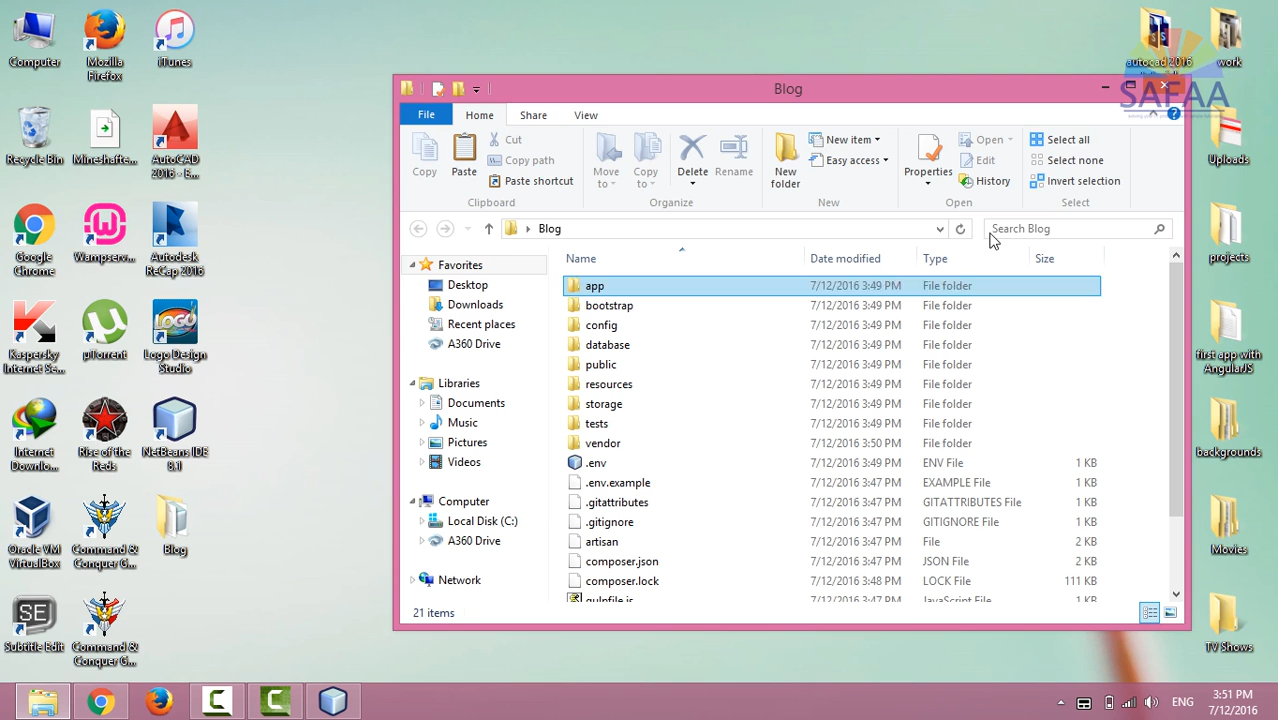 Computer
Mozilla Firefox
iTunes
Recycle Bin
Mineshafte...
AutoCAD 2016 - E...
Google Chrome
Wampserv...
Autodesk ReCap 2016
Kaspersky Internet Se...
µTorrent
Logo Design Studio
Internet Downlo...
Rise of the Reds
NetBeans IDE 8.1
Oracle VM VirtualBox
Command & Conquer G...
Blog
Subtitle Edit
Command & Conquer G...
Blog
File
Home
Share
View
Copy
Paste
Cut
Copy path
Paste shortcut
Clipboard
Move to
Copy to
Delete
Rename
Organize
New folder
New item
Easy access
New
Properties
Open
Edit
History
Open
Select all
Select none
Invert selection
Select
Blog
Search Blog
Favorites
Desktop
Downloads
Recent places
A360 Drive
Libraries
Documents
Music
Pictures
Videos
Computer
Local Disk (C:)
A360 Drive
Network
Name Date modified Type Size
app 7/12/2016 3:49 PM File folder
bootstrap 7/12/2016 3:49 PM File folder
config 7/12/2016 3:49 PM File folder
database 7/12/2016 3:49 PM File folder
public 7/12/2016 3:49 PM File folder
resources 7/12/2016 3:49 PM File folder
storage 7/12/2016 3:49 PM File folder
tests 7/12/2016 3:49 PM File folder
vendor 7/12/2016 3:50 PM File folder
.env 7/12/2016 3:49 PM ENV File 1 KB
.env.example 7/12/2016 3:47 PM EXAMPLE File 1 KB
.gitattributes 7/12/2016 3:47 PM GITATTRIBUTES File 1 KB
.gitignore 7/12/2016 3:47 PM GITIGNORE File 1 KB
artisan 7/12/2016 3:47 PM File 2 KB
composer.json 7/12/2016 3:47 PM JSON File 2 KB
composer.lock 7/12/2016 3:48 PM LOCK File 111 KB
gulpfile.js 7/12/2016 3:47 PM JavaScript File 1 KB
21 items
autocad 2016
work
SAFAA
Uploads
projects
first app with AngularJS
backgrounds
Movies
TV Shows
ENG
3:51 PM
7/12/2016